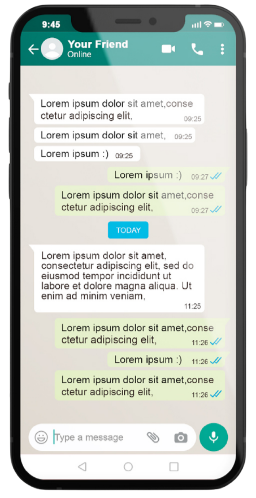 9:45
Your Friend
Online
Lorem ipsum dolor sit amet,conse
ctetur adipiscing elit,
09:25
Lorem ipsum dolor sit amet, 09:25
Lorem ipsum :) 09:25
Lorem ipsum :) 09:27
Lorem ipsum dolor sit amet,conse
ctetur adipiscing elit,
09:27
TODAY
Lorem ipsum dolor sit amet,
consectetur adipiscing elit, sed do
eiusmod tempor incididunt ut
labore et dolore magna aliqua. Ut
enim ad minim veniam,
11:25
Lorem ipsum dolor sit amet,conse
ctetur adipiscing elit,
11:26
Lorem ipsum :) 11:26
Lorem ipsum dolor sit amet,conse
ctetur adipiscing elit,
11:26
Type a message